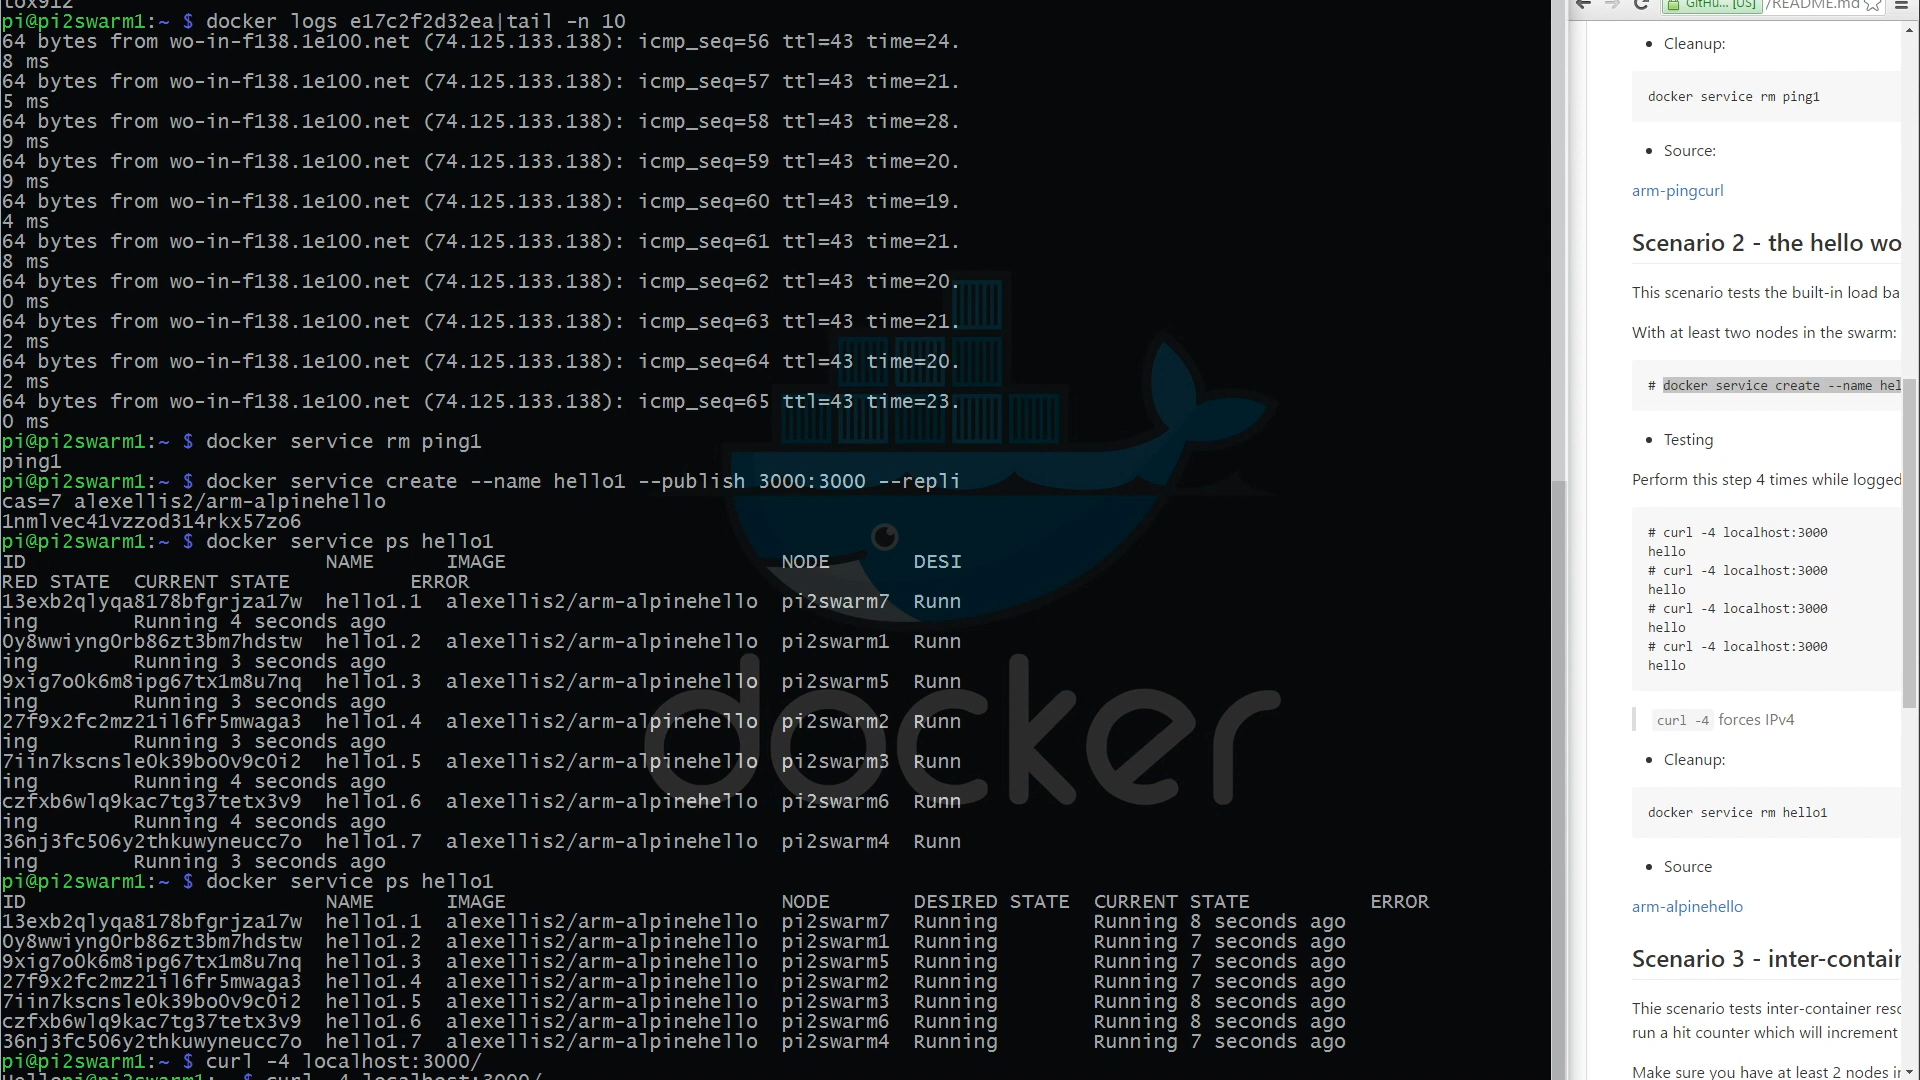 pi@pi2swarm1:~ $ docker logs e17c2f2d32ea|tail -n 10
64 bytes from wo-in-f138.1e100.net (74.125.133.138): icmp_seq=56 ttl=43 time=24.
8 ms
64 bytes from wo-in-f138.1e100.net (74.125.133.138): icmp_seq=57 ttl=43 time=21.
5 ms
64 bytes from wo-in-f138.1e100.net (74.125.133.138): icmp_seq=58 ttl=43 time=28.
9 ms
64 bytes from wo-in-f138.1e100.net (74.125.133.138): icmp_seq=59 ttl=43 time=20.
9 ms
64 bytes from wo-in-f138.1e100.net (74.125.133.138): icmp_seq=60 ttl=43 time=19.
4 ms
64 bytes from wo-in-f138.1e100.net (74.125.133.138): icmp_seq=61 ttl=43 time=21.
8 ms
64 bytes from wo-in-f138.1e100.net (74.125.133.138): icmp_seq=62 ttl=43 time=20.
0 ms
64 bytes from wo-in-f138.1e100.net (74.125.133.138): icmp_seq=63 ttl=43 time=21.
2 ms
64 bytes from wo-in-f138.1e100.net (74.125.133.138): icmp_seq=64 ttl=43 time=20.
2 ms
64 bytes from wo-in-f138.1e100.net (74.125.133.138): icmp_seq=65 ttl=43 time=23.
0 ms
pi@pi2swarm1:~ $ docker service rm ping1
ping1
pi@pi2swarm1:~ $ docker service create --name hello1 --publish 3000:3000 --repli
cas=7 alexellis2/arm-alpinehello
1nmlvec41vzzod314rkx57zo6
pi@pi2swarm1:~ $ docker service ps hello1
ID NAME IMAGE NODE DESI
RED STATE CURRENT STATE ERROR
13exb2qlyqa8178bfgrjza17w hello1.1 alexellis2/arm-alpinehello pi2swarm7 Runn
ing Running 4 seconds ago
0y8wwiyng0rb86zt3bm7hdstw hello1.2 alexellis2/arm-alpinehello pi2swarm1 Runn
ing Running 3 seconds ago
9xig7o0k6m8ipg67tx1m8u7nq hello1.3 alexellis2/arm-alpinehello pi2swarm5 Runn
ing Running 3 seconds ago
27f9x2fc2mz21il6fr5mwaga3 hello1.4 alexellis2/arm-alpinehello pi2swarm2 Runn
ing Running 3 seconds ago
7iin7kscnsle0k39bo0v9c0i2 hello1.5 alexellis2/arm-alpinehello pi2swarm3 Runn
ing Running 4 seconds ago
czfxb6wlq9kac7tg37tetx3v9 hello1.6 alexellis2/arm-alpinehello pi2swarm6 Runn
ing Running 4 seconds ago
36nj3fc506y2thkuwyneucc7o hello1.7 alexellis2/arm-alpinehello pi2swarm4 Runn
ing Running 3 seconds ago
pi@pi2swarm1:~ $ docker service ps hello1
ID NAME IMAGE NODE DESIRED STATE CURRENT STATE ERROR
13exb2qlyqa8178bfgrjza17w hello1.1 alexellis2/arm-alpinehello pi2swarm7 Running Running 8 seconds ago
0y8wwiyng0rb86zt3bm7hdstw hello1.2 alexellis2/arm-alpinehello pi2swarm1 Running Running 7 seconds ago
9xig7o0k6m8ipg67tx1m8u7nq hello1.3 alexellis2/arm-alpinehello pi2swarm5 Running Running 7 seconds ago
27f9x2fc2mz21il6fr5mwaga3 hello1.4 alexellis2/arm-alpinehello pi2swarm2 Running Running 7 seconds ago
7iin7kscnsle0k39bo0v9c0i2 hello1.5 alexellis2/arm-alpinehello pi2swarm3 Running Running 8 seconds ago
czfxb6wlq9kac7tg37tetx3v9 hello1.6 alexellis2/arm-alpinehello pi2swarm6 Running Running 8 seconds ago
36nj3fc506y2thkuwyneucc7o hello1.7 alexellis2/arm-alpinehello pi2swarm4 Running Running 7 seconds ago
pi@pi2swarm1:~ $ curl -4 localhost:3000/
docker
GitHu... [US] /README.md
Cleanup:
docker service rm ping1
Source:
arm-pingcurl
Scenario 2 - the hello wo
This scenario tests the built-in load ba
With at least two nodes in the swarm:
# docker service create --name hel
Testing
Perform this step 4 times while logged
# curl -4 localhost:3000
hello
# curl -4 localhost:3000
hello
# curl -4 localhost:3000
hello
# curl -4 localhost:3000
hello
curl -4 forces IPv4
Cleanup:
docker service rm hello1
Source
arm-alpinehello
Scenario 3 - inter-contair
Thie scenario tests inter-container resc
run a hit counter which will increment
Make sure you have at least 2 nodes ir